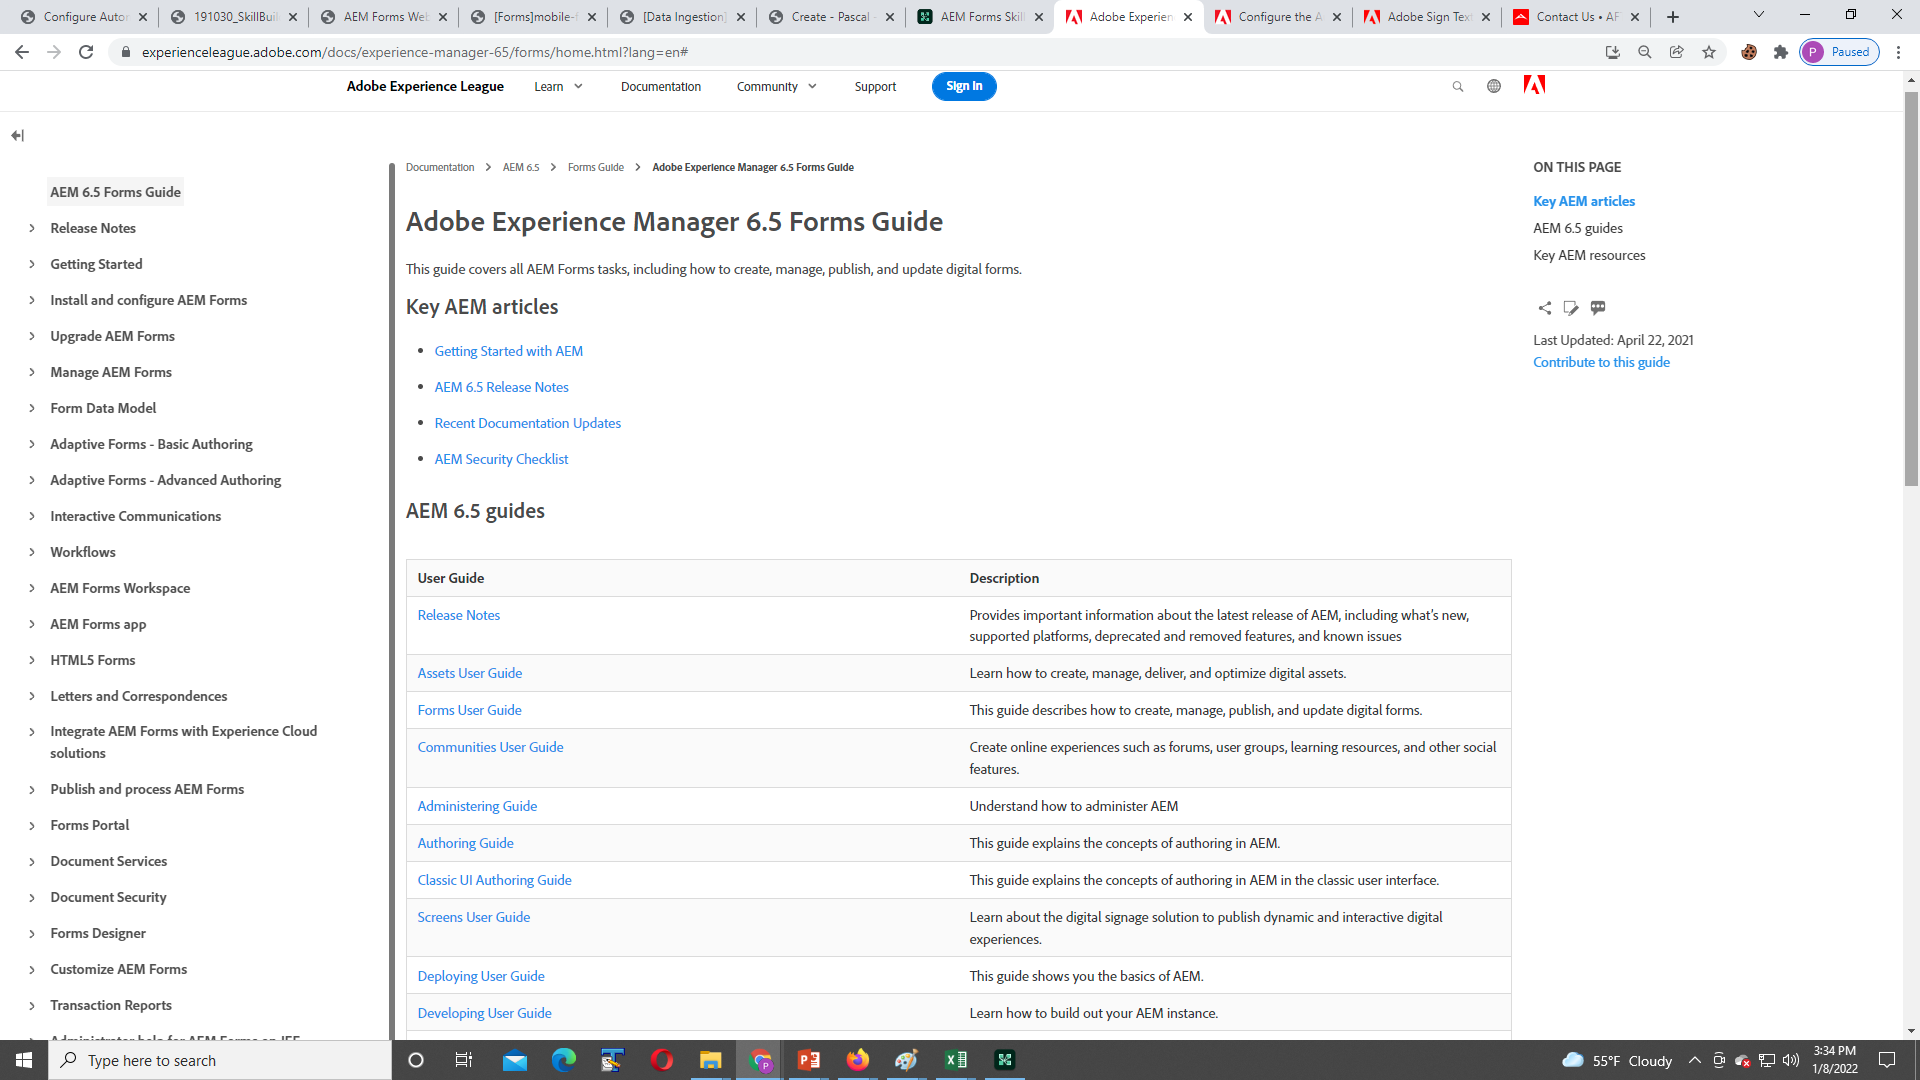 Configure Autor
191030_SkillBuil
AEM Forms Web
[Forms]mobile-f
[Data Ingestion]
Create - Pascal -
AEM Forms Skill
Adobe Experien
Configure the A
Adobe Sign Text
Contact Us • AF
experienceleague.adobe.com/docs/experience-manager-65/forms/home.html?lang=en#
P
Paused
Adobe Experience League
Learn
Documentation
Community
Support
Sign In
AEM 6.5 Forms Guide
Release Notes
Getting Started
Install and configure AEM Forms
Upgrade AEM Forms
Manage AEM Forms
Form Data Model
Adaptive Forms - Basic Authoring
Adaptive Forms - Advanced Authoring
Interactive Communications
Workflows
AEM Forms Workspace
AEM Forms app
HTML5 Forms
Letters and Correspondences
Integrate AEM Forms with Experience Cloud
solutions
Publish and process AEM Forms
Forms Portal
Document Services
Document Security
Forms Designer
Customize AEM Forms
Transaction Reports
Administrator help for AEM Forms on JEE
Documentation > AEM 6.5 > Forms Guide > Adobe Experience Manager 6.5 Forms Guide
Adobe Experience Manager 6.5 Forms Guide
This guide covers all AEM Forms tasks, including how to create, manage, publish, and update digital forms.
Key AEM articles
• Getting Started with AEM
• AEM 6.5 Release Notes
• Recent Documentation Updates
• AEM Security Checklist
AEM 6.5 guides
User Guide
Description
Release Notes
Provides important information about the latest release of AEM, including what's new,
supported platforms, deprecated and removed features, and known issues
Assets User Guide
Learn how to create, manage, deliver, and optimize digital assets.
Forms User Guide
This guide describes how to create, manage, publish, and update digital forms.
Communities User Guide
Create online experiences such as forums, user groups, learning resources, and other social
features.
Administering Guide
Understand how to administer AEM
Authoring Guide
This guide explains the concepts of authoring in AEM.
Classic UI Authoring Guide
This guide explains the concepts of authoring in AEM in the classic user interface.
Screens User Guide
Learn about the digital signage solution to publish dynamic and interactive digital
experiences.
Deploying User Guide
This guide shows you the basics of AEM.
Developing User Guide
Learn how to build out your AEM instance.
ON THIS PAGE
Key AEM articles
AEM 6.5 guides
Key AEM resources
Last Updated: April 22, 2021
Contribute to this guide
Type here to search
55°F Cloudy
3:34 PM
1/8/2022